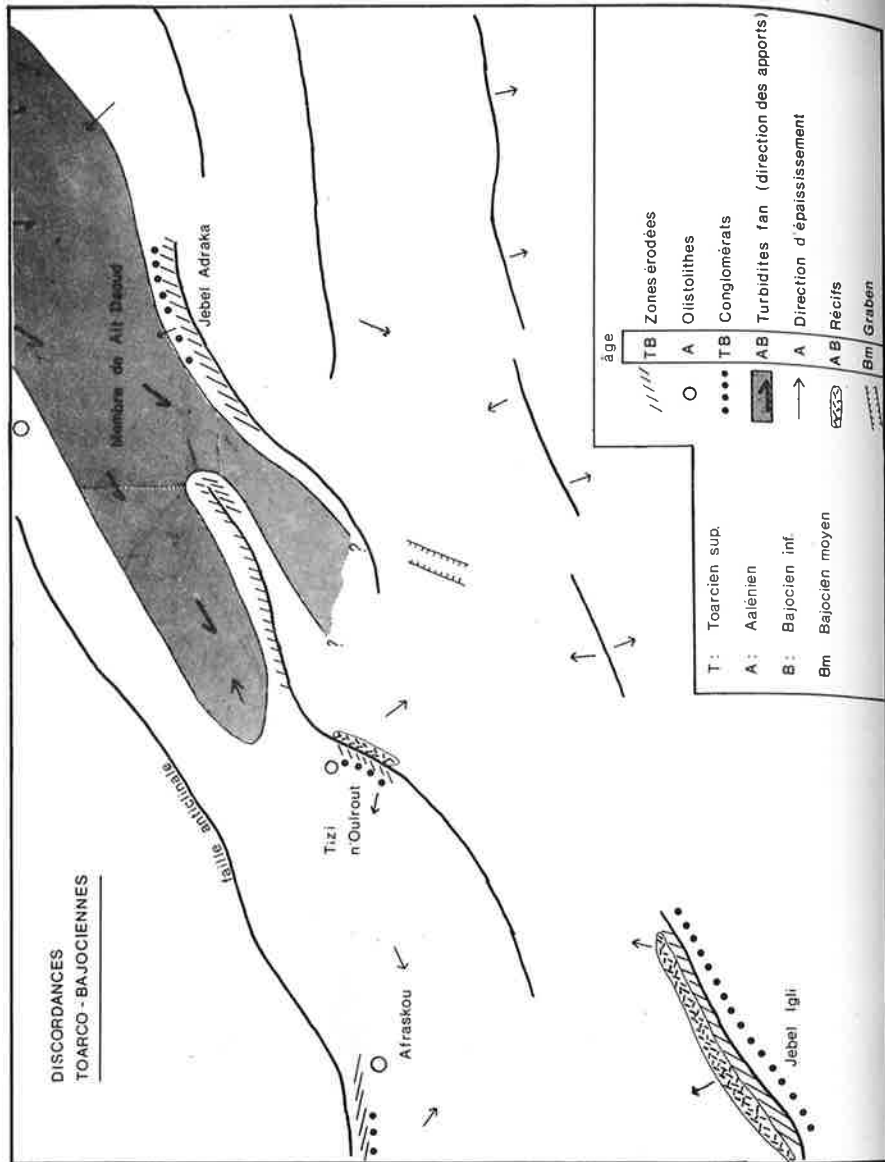 DISCORDANCES
TOARCO - BAJOCIENNES
faille anticlinale
Membre de Aït Daoud
Jebel Adraka
Tizi
n'Oulrout
Afraskou
Jebel Igli
?
?
T : Toarcien sup.
A : Aalénien
B : Bajocien inf.
Bm Bajocien moyen
âge
TB Zones érodées
A Olistolithes
TB Conglomérats
AB Turbidites fan (direction des apports)
A Direction d'épaississement
AB Récifs
Bm Graben